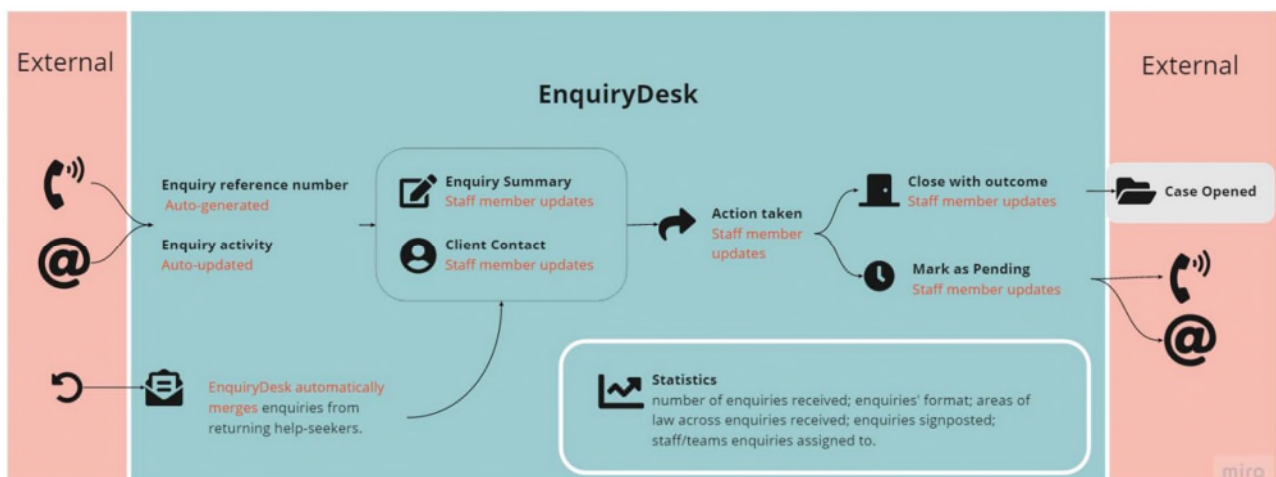 External
EnquiryDesk
External
Enquiry reference number
Auto-generated
Enquiry activity
Auto-updated
Enquiry Summary
Staff member updates
Client Contact
Staff member updates
Action taken
Staff member
updates
Close with outcome
Staff member updates
Case Opened
Mark as Pending
Staff member updates
@
@
EnquiryDesk automatically
merges enquiries from
returning help-seekers.
Statistics
number of enquiries received; enquiries' format; areas of
law across enquiries received; enquiries signposted;
staff/teams enquiries assigned to.
miro